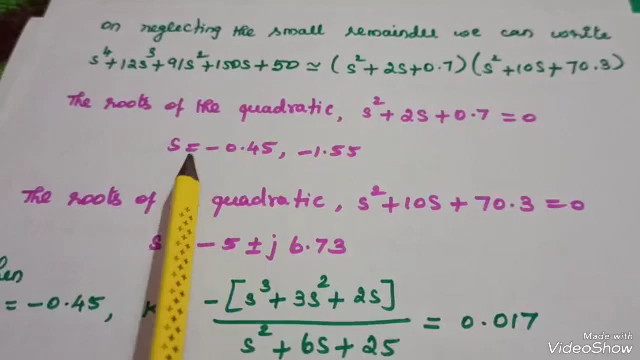 on neglecting the small remainder we can write
s⁴+12s³+91s²+150s+50 ≃ (s²+2s+0.7)(s²+10s+70.3)
The roots of the quadratic, s²+2s+0.7=0
s=-0.45, -1.55
The roots of quadratic, s²+10s+70.3=0
s -5±j6.73
= -0.45, -[s³+3s²+2s] / s²+6s+25 = 0.017
Made With
VideoShow